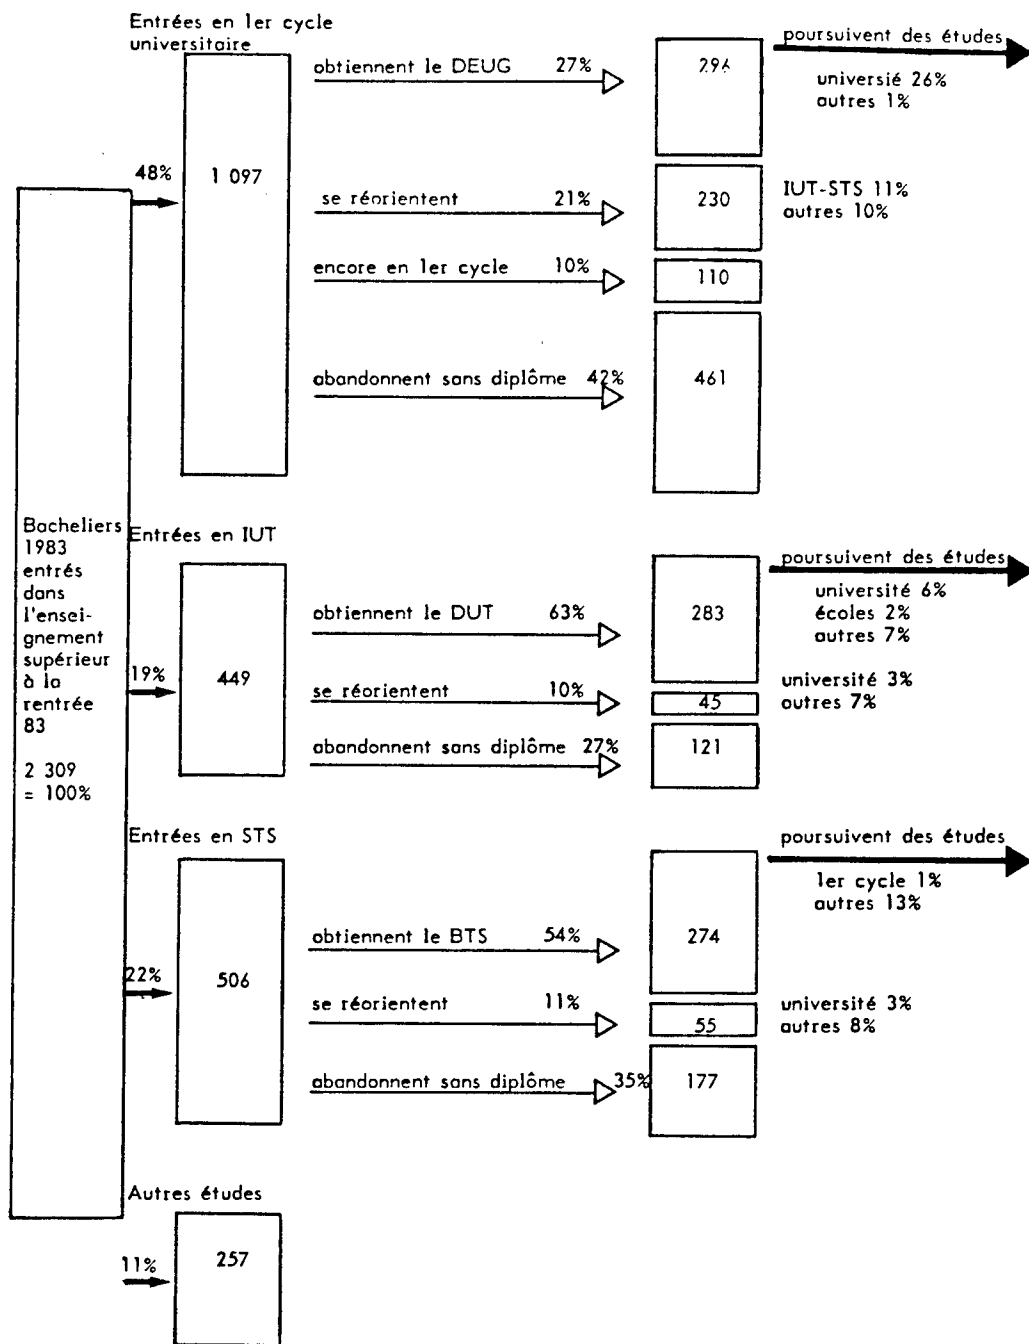 Entrées en 1er cycle
universitaire
48%
1 097
obtiennent le DEUG 27%
296
poursuivent des études
universié 26%
autres 1%
se réorientent 21%
230
IUT-STS 11%
autres 10%
encore en 1er cycle 10%
110
abandonnent sans diplôme 42%
461
Bacheliers
1983
entrés
dans
l'ensei-
gnement
supérieur
à la
rentrée
83
2 309
= 100%
Entrées en IUT
19%
449
obtiennent le DUT 63%
283
poursuivent des études
université 6%
écoles 2%
autres 7%
se réorientent 10%
45
université 3%
autres 7%
abandonnent sans diplôme 27%
121
Entrées en STS
22%
506
obtiennent le BTS 54%
274
poursuivent des études
1er cycle 1%
autres 13%
se réorientent 11%
55
université 3%
autres 8%
abandonnent sans diplôme 35%
177
Autres études
11%
257